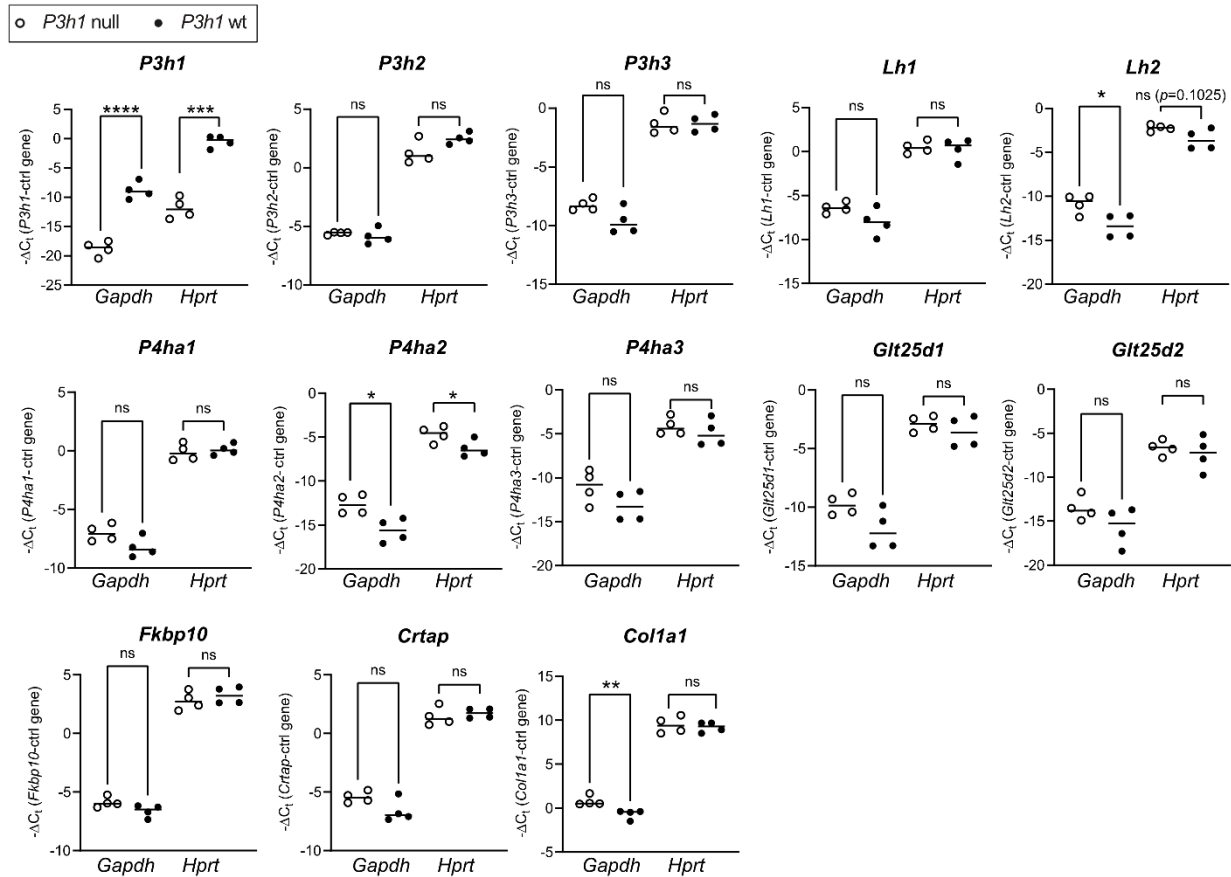 P3h1 null P3h1 wt
P3h1
**** ***
5
0
-5
-10
-15
-20
-25
-ΔCt (P3h1-ctrl gene)
Gapdh Hprt
P3h2
ns ns
5
0
-5
-10
-ΔCt (P3h2-ctrl gene)
Gapdh Hprt
P3h3
ns ns
0
-5
-10
-15
-ΔCt (P3h3-ctrl gene)
Gapdh Hprt
Lh1
ns ns
5
0
-5
-10
-15
-ΔCt (Lh1-ctrl gene)
Gapdh Hprt
Lh2
* ns (p=0.1025)
0
-5
-10
-15
-20
-ΔCt (Lh2-ctrl gene)
Gapdh Hprt
P4ha1
ns ns
5
0
-5
-10
-ΔCt (P4ha1-ctrl gene)
Gapdh Hprt
P4ha2
* *
0
-5
-10
-15
-20
-ΔCt (P4ha2- ctrl gene)
Gapdh Hprt
P4ha3
ns ns
0
-5
-10
-15
-20
-ΔCt (P4ha3-ctrl gene)
Gapdh Hprt
Glt25d1
ns ns
0
-5
-10
-15
-ΔCt (Glt25d1-ctrl gene)
Gapdh Hprt
Glt25d2
ns ns
0
-5
-10
-15
-20
-ΔCt (Glt25d2-ctrl gene)
Gapdh Hprt
Fkbp10
ns ns
5
0
-5
-10
-ΔCt (Fkbp10-ctrl gene)
Gapdh Hprt
Crtap
ns ns
5
0
-5
-10
-ΔCt (Crtap-ctrl gene)
Gapdh Hprt
Col1a1
** ns
15
10
5
0
-5
-ΔCt (Col1a1-ctrl gene)
Gapdh Hprt